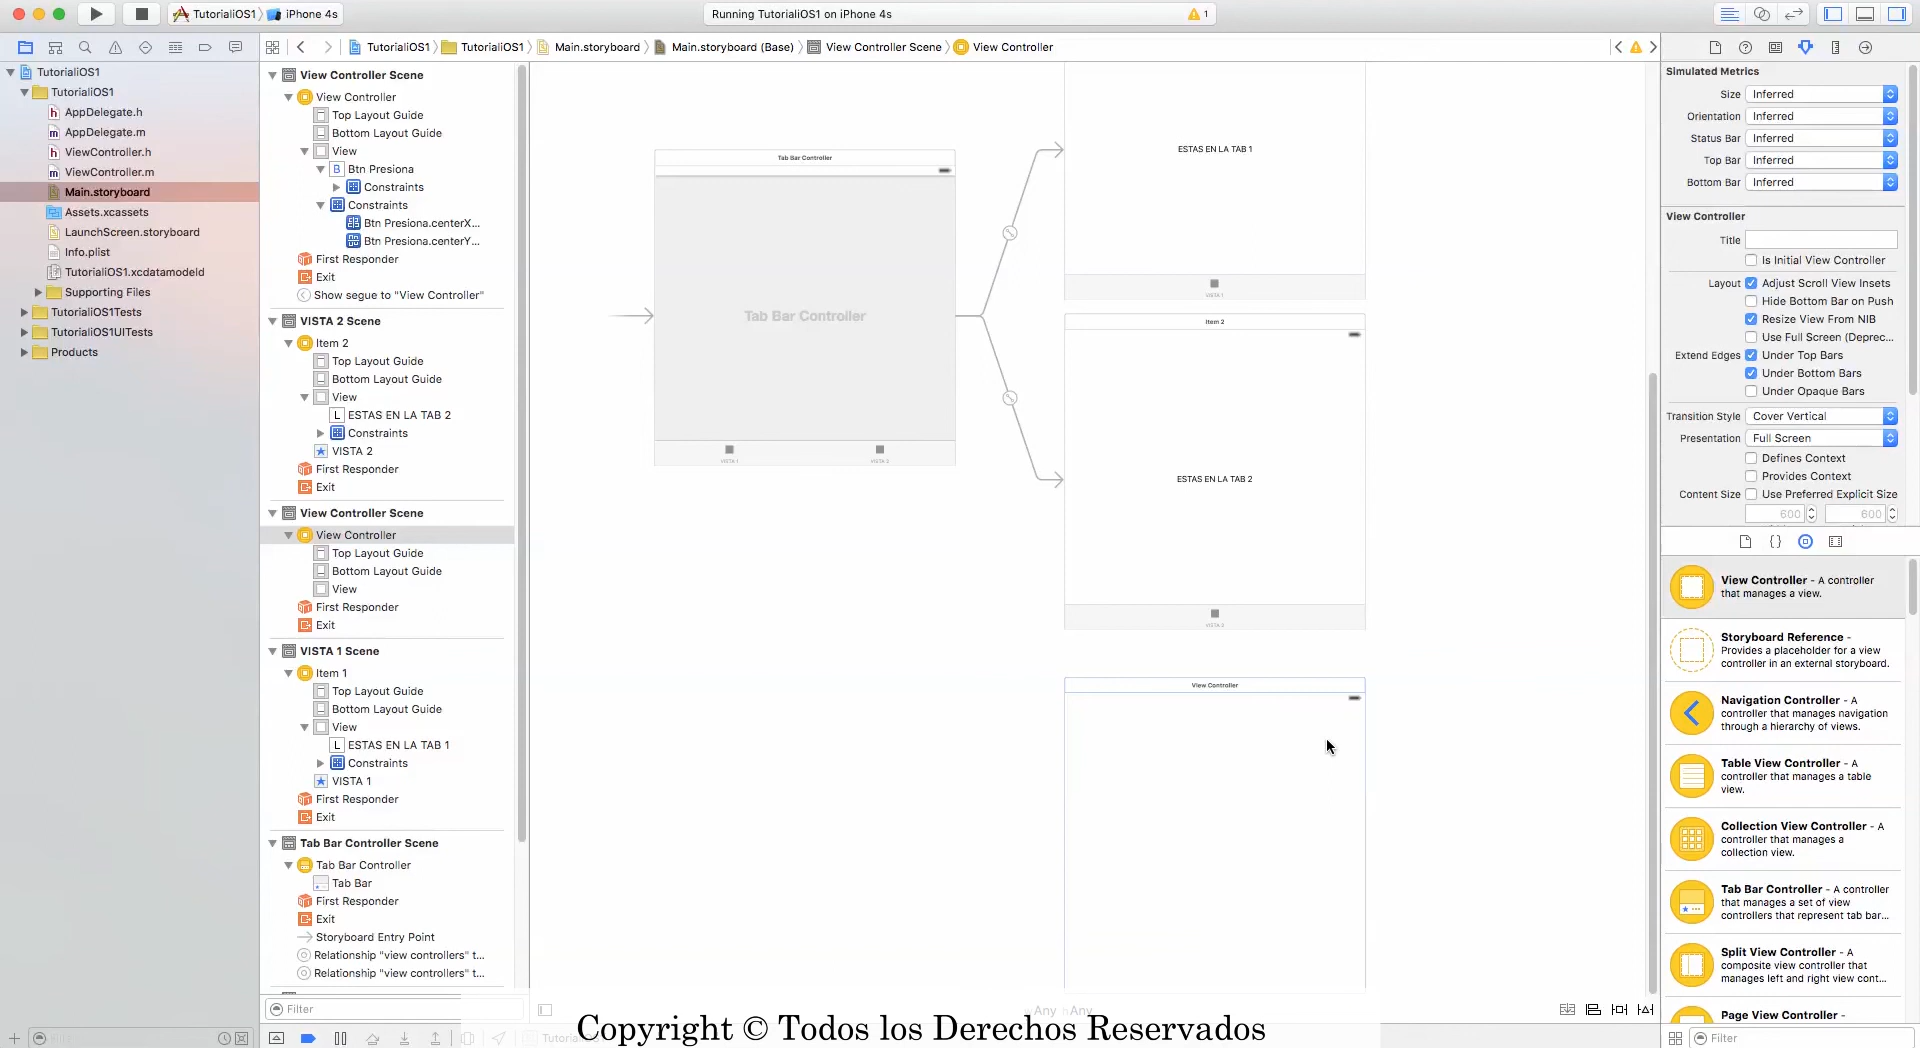 TutorialiOS1 〉 iPhone 4s
Running TutorialiOS1 on iPhone 4s
1
TutorialiOS1 〉 TutorialiOS1 〉 Main.storyboard 〉 Main.storyboard (Base) 〉 View Controller Scene 〉 View Controller
TutorialiOS1
TutorialiOS1
AppDelegate.h
AppDelegate.m
ViewController.h
ViewController.m
Main.storyboard
Assets.xcassets
LaunchScreen.storyboard
Info.plist
TutorialiOS1.xcdatamodeld
Supporting Files
TutorialiOS1Tests
TutorialiOS1UITests
Products
View Controller Scene
View Controller
Top Layout Guide
Bottom Layout Guide
View
B Btn Presiona
Constraints
Constraints
Btn Presiona.centerX...
Btn Presiona.centerY...
First Responder
Exit
Show segue to "View Controller"
VISTA 2 Scene
Item 2
Top Layout Guide
Bottom Layout Guide
View
L ESTAS EN LA TAB 2
Constraints
VISTA 2
First Responder
Exit
View Controller Scene
View Controller
Top Layout Guide
Bottom Layout Guide
View
First Responder
Exit
VISTA 1 Scene
Item 1
Top Layout Guide
Bottom Layout Guide
View
L ESTAS EN LA TAB 1
Constraints
VISTA 1
First Responder
Exit
Tab Bar Controller Scene
Tab Bar Controller
Tab Bar
First Responder
Exit
Storyboard Entry Point
Relationship "view controllers" t...
Relationship "view controllers" t...
Filter
Tab Bar Controller
Tab Bar Controller
VISTA 1
VISTA 2
ESTAS EN LA TAB 1
VISTA 1
Item 2
ESTAS EN LA TAB 2
VISTA 2
View Controller
Any hAny
Copyright © Todos los Derechos Reservados
Simulated Metrics
Size Inferred
Orientation Inferred
Status Bar Inferred
Top Bar Inferred
Bottom Bar Inferred
View Controller
Title
Is Initial View Controller
Layout Adjust Scroll View Insets
Hide Bottom Bar on Push
Resize View From NIB
Use Full Screen (Deprec...
Extend Edges Under Top Bars
Under Bottom Bars
Under Opaque Bars
Transition Style Cover Vertical
Presentation Full Screen
Defines Context
Provides Context
Content Size Use Preferred Explicit Size
600 600
{}
View Controller - A controller
that manages a view.
Storyboard Reference -
Provides a placeholder for a view
controller in an external storyboard.
Navigation Controller - A
controller that manages navigation
through a hierarchy of views.
Table View Controller - A
controller that manages a table
view.
Collection View Controller - A
controller that manages a
collection view.
Tab Bar Controller - A controller
that manages a set of view
controllers that represent tab bar...
Split View Controller - A
composite view controller that
manages left and right view cont...
Page View Controller -
Filter